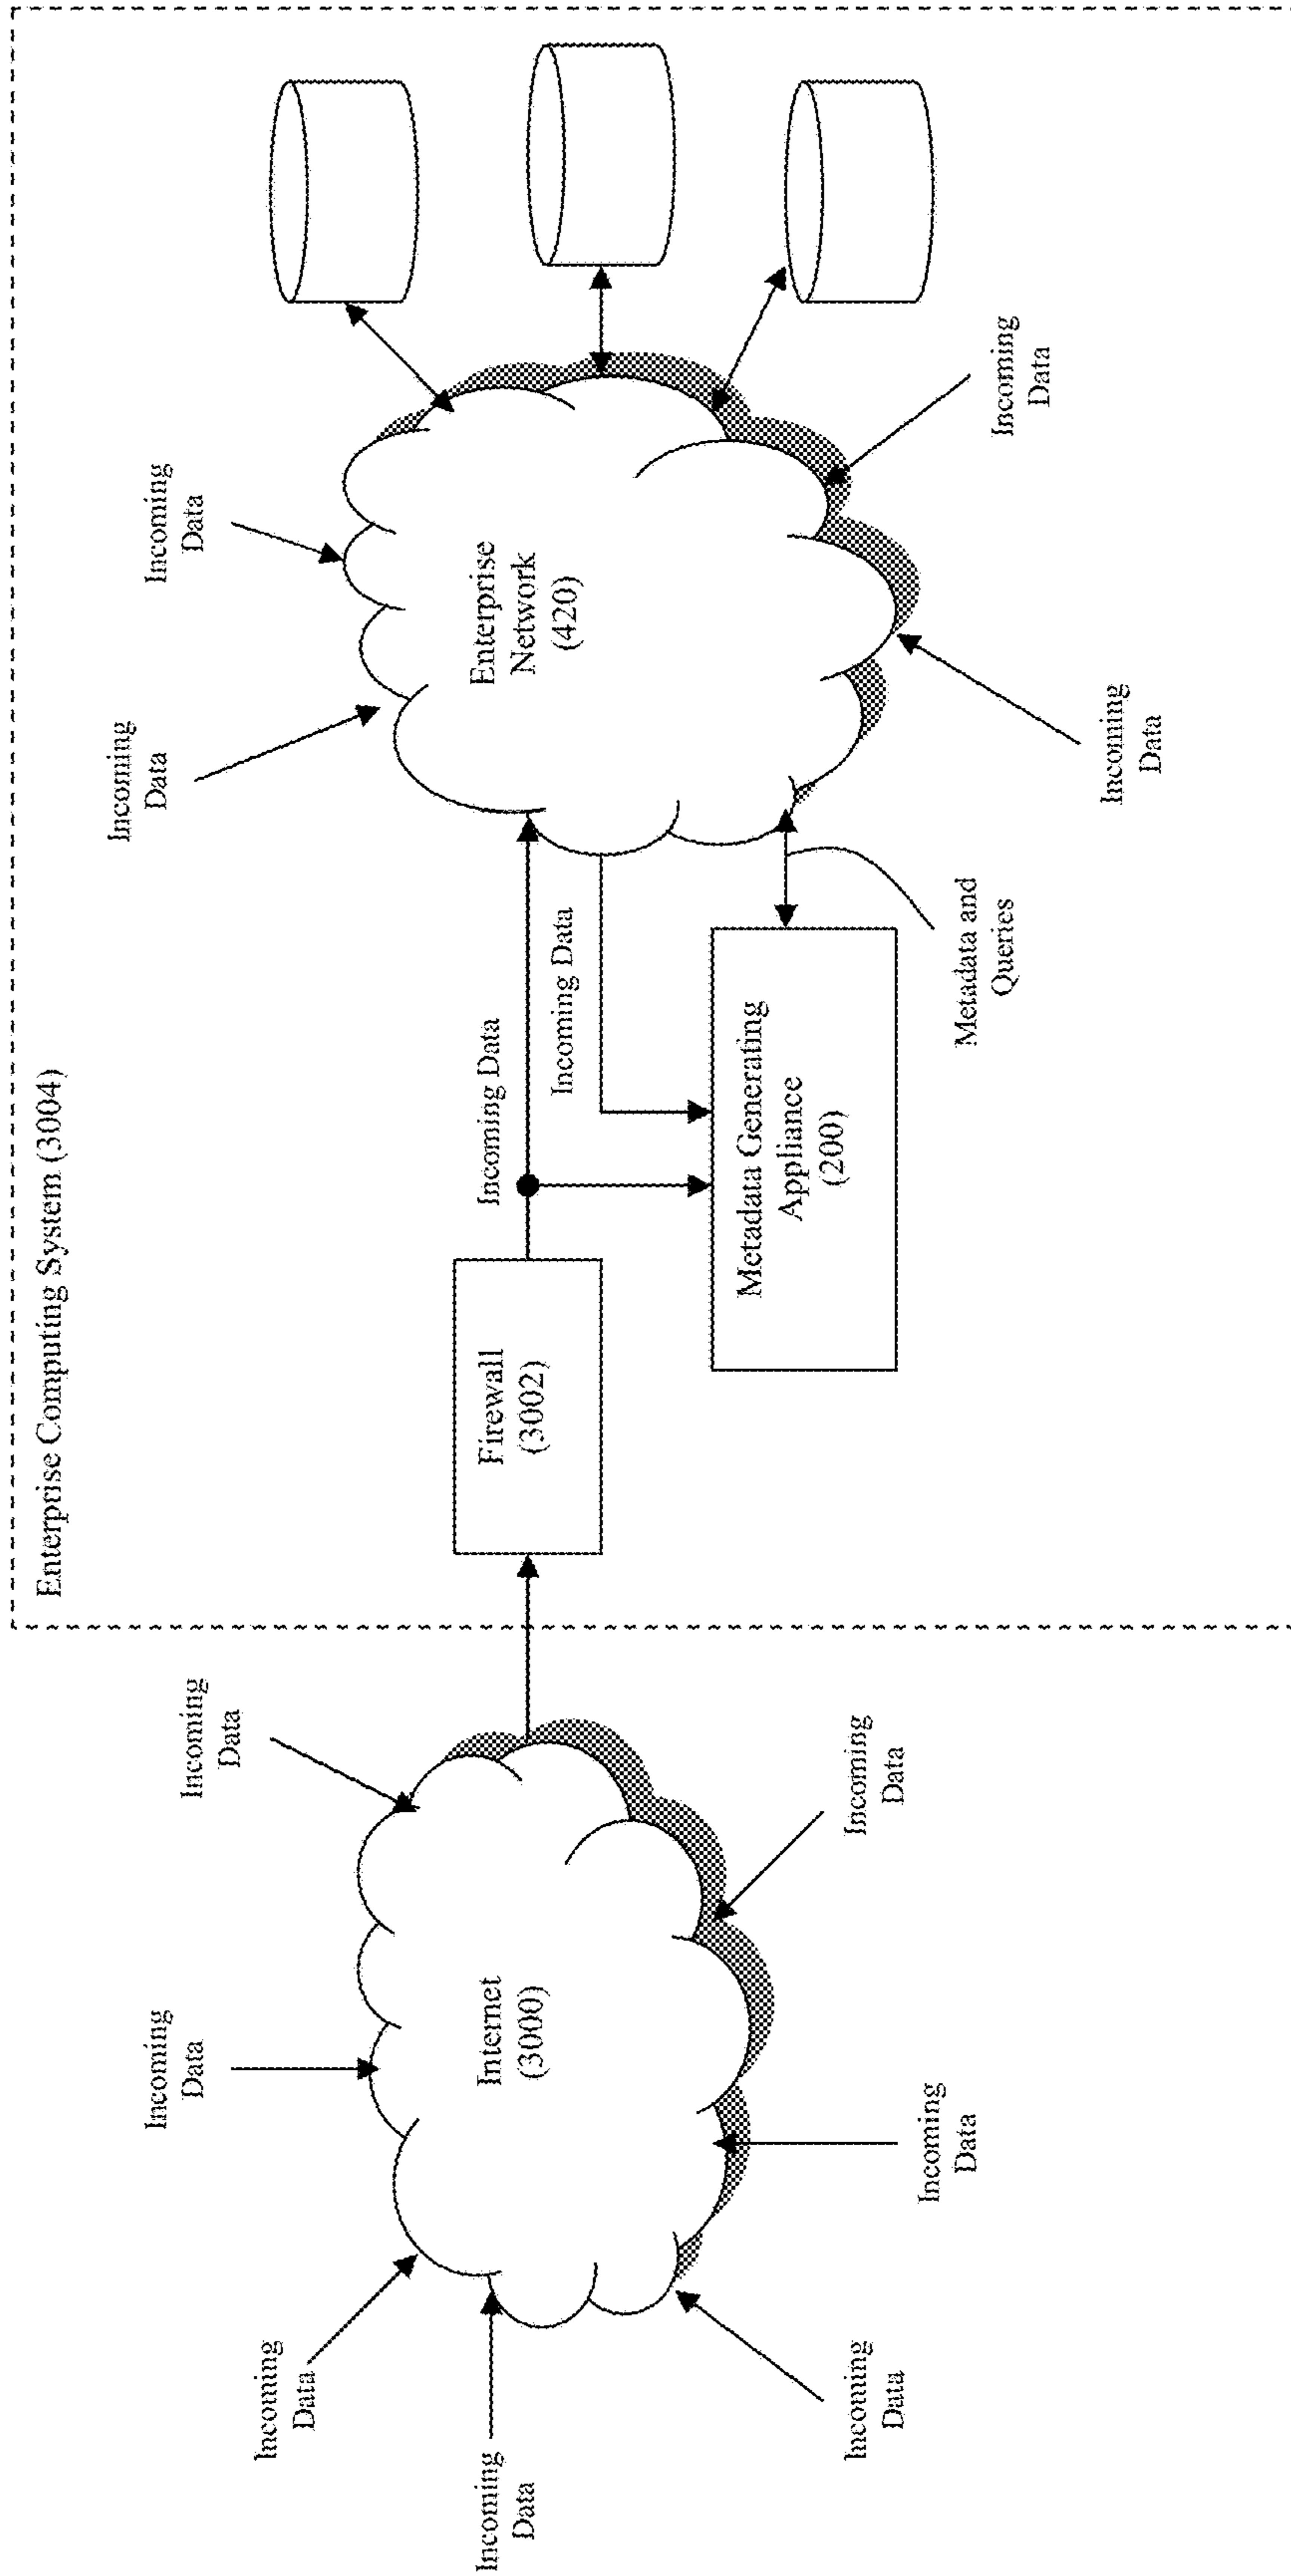 Enterprise Computing System (3004)
Incoming
Data
Incoming
Data
Incoming
Data
Incoming
Data
Incoming
Data
Internet
(3000)
Incoming
Data
Incoming
Data
Incoming
Data
Firewall
(3002)
Incoming Data
Incoming Data
Metadata Generating
Appliance
(200)
Metadata and
Queries
Incoming
Data
Incoming
Data
Enterprise
Network
(420)
Incoming
Data
Incoming
Data